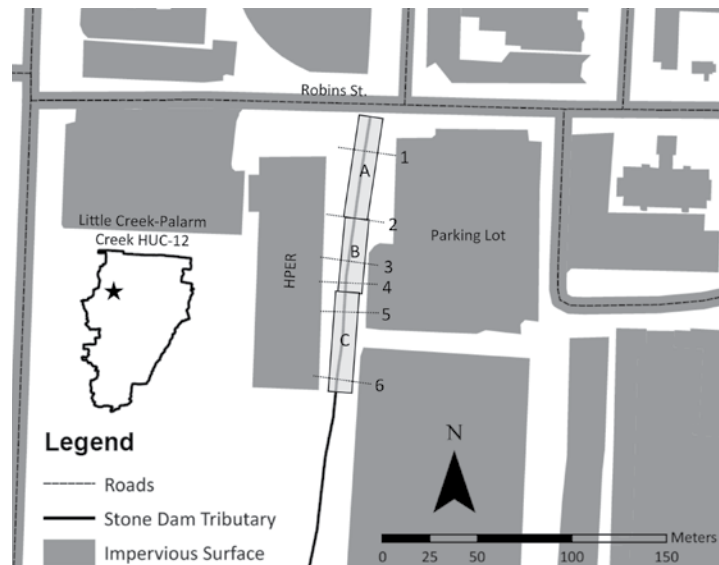 Robins St.
1
A
2
Little Creek-Palarm
Creek HUC-12
HPER
B
Parking Lot
3
4
5
C
6
Legend
N
Roads
Stone Dam Tributary
Meters
Impervious Surface
0 25 50 100 150